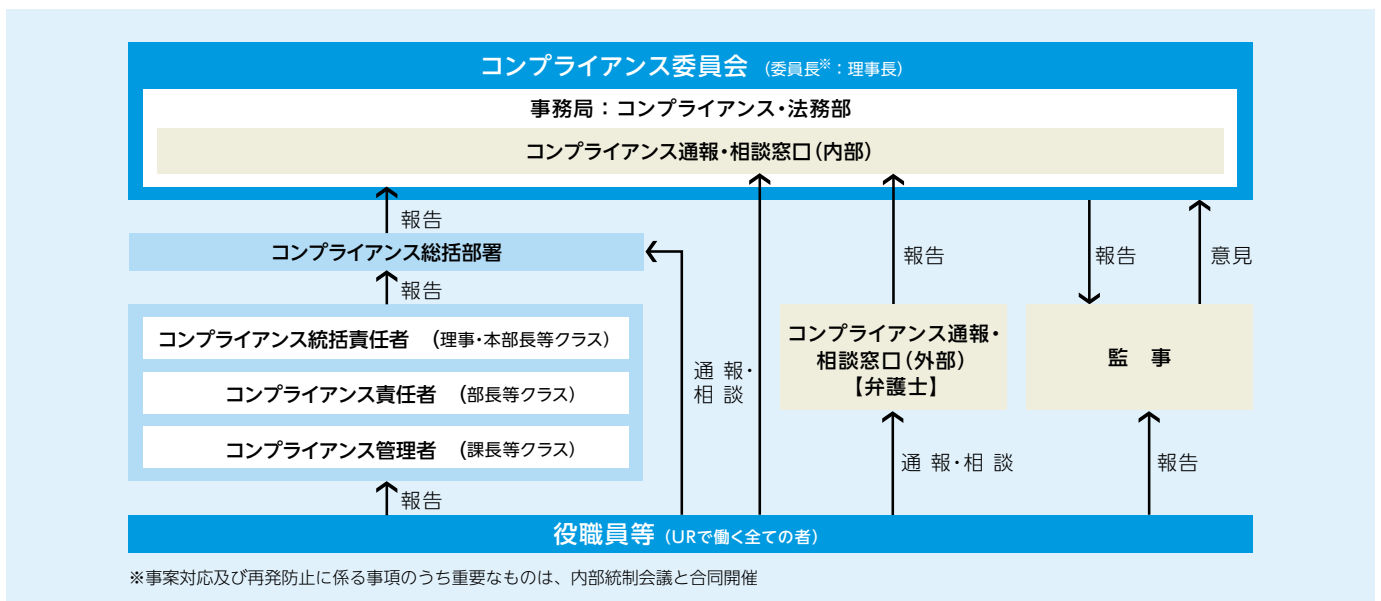 コンプライアンス委員会 (委員長※：理事長)
事務局：コンプライアンス・法務部
コンプライアンス通報・相談窓口(内部)
報告
コンプライアンス総括部署
報告
コンプライアンス統括責任者 (理事・本部長等クラス)
コンプライアンス責任者 (部長等クラス)
コンプライアンス管理者 (課長等クラス)
報告
通報・
相談
報告
コンプライアンス通報・
相談窓口(外部)
【弁護士】
通報・相談
報告
意見
監事
報告
役職員等 (URで働く全ての者)
※事案対応及び再発防止に係る事項のうち重要なものは、内部統制会議と合同開催